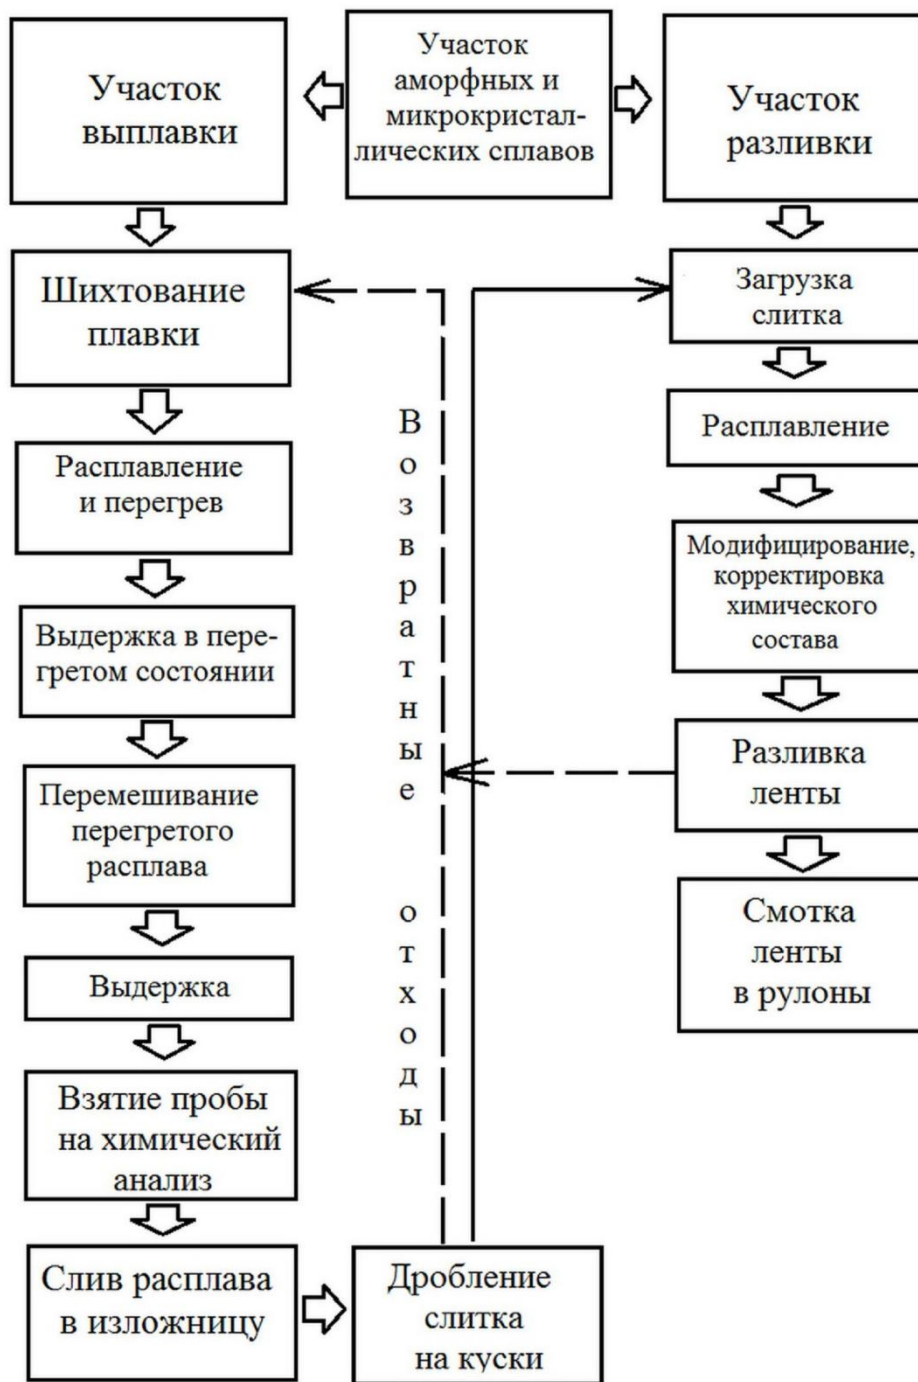 Участок
выплавки
Участок
аморфных и
микрокристал-
лических сплавов
Участок
разливки
Шихтование
плавки
Расплавление
и перегрев
Выдержка в пере-
гретом состоянии
Перемешивание
перегретого
расплава
Выдержка
Взятие пробы
на химический
анализ
Слив расплава
в изложницу
Дробление
слитка
на куски
Возвратные
отходы
Загрузка
слитка
Расплавление
Модифицирование,
корректировка
химического
состава
Разливка
ленты
Смотка
ленты
в рулоны